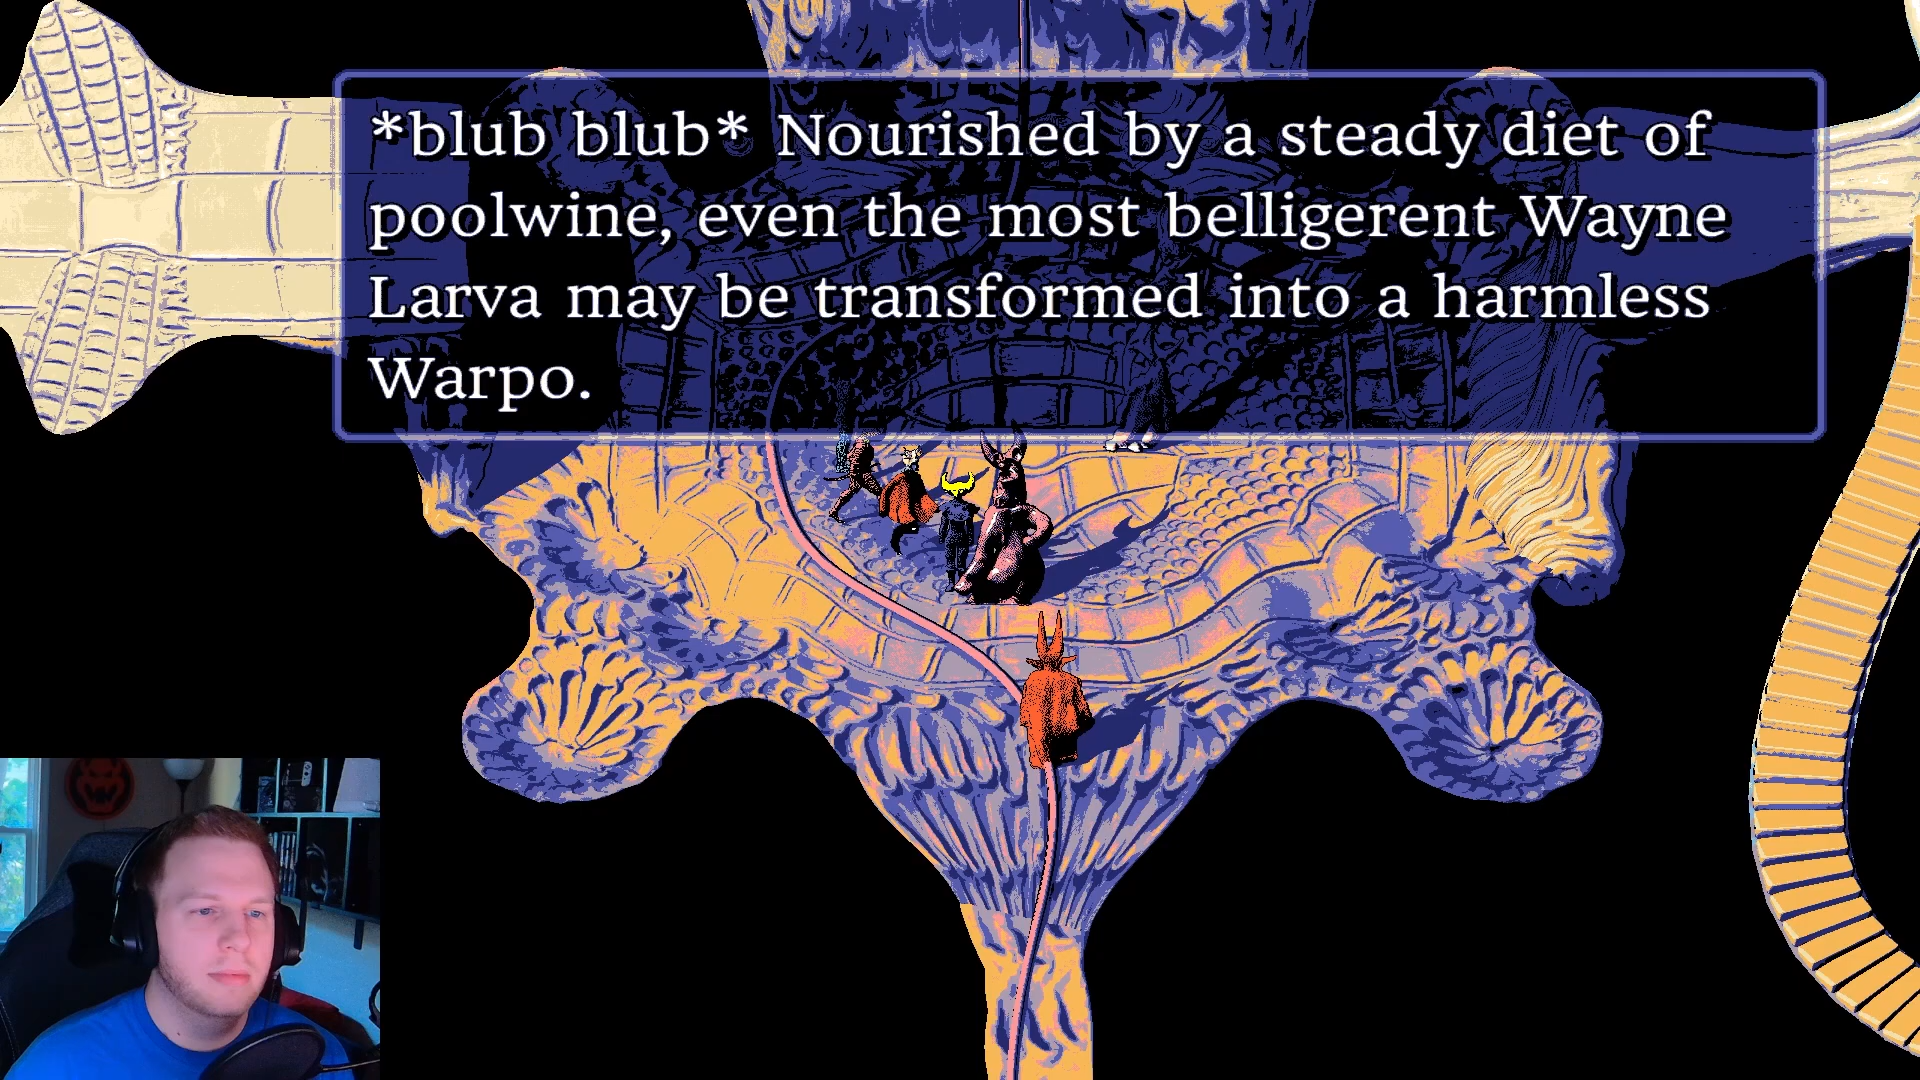 *blub blub* Nourished by a steady diet of
poolwine, even the most belligerent Wayne
Larva may be transformed into a harmless
Warpo.